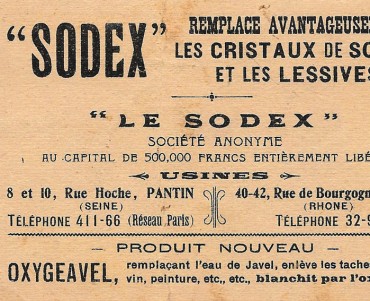 "SODEX"
REMPLACE AVANTAGEUSE
LES CRISTAUX DE SO
ET LES LESSIVES
"LE SODEX"
SOCIÉTÉ ANONYME
AU CAPITAL DE 500,000 FRANCS ENTIÈREMENT LIBÉ
USINES
8 et 10, Rue Hoche, PANTIN 40-42, Rue de Bourgogn
(SEINE) (RHONE)
TÉLÉPHONE 411-66 (Réseau Paris) TÉLÉPHONE 32-9
PRODUIT NOUVEAU
OXYGEAVEL, remplaçant l'eau de Javel, enlève les tache
vin, peinture, etc., etc., blanchit par l'ox